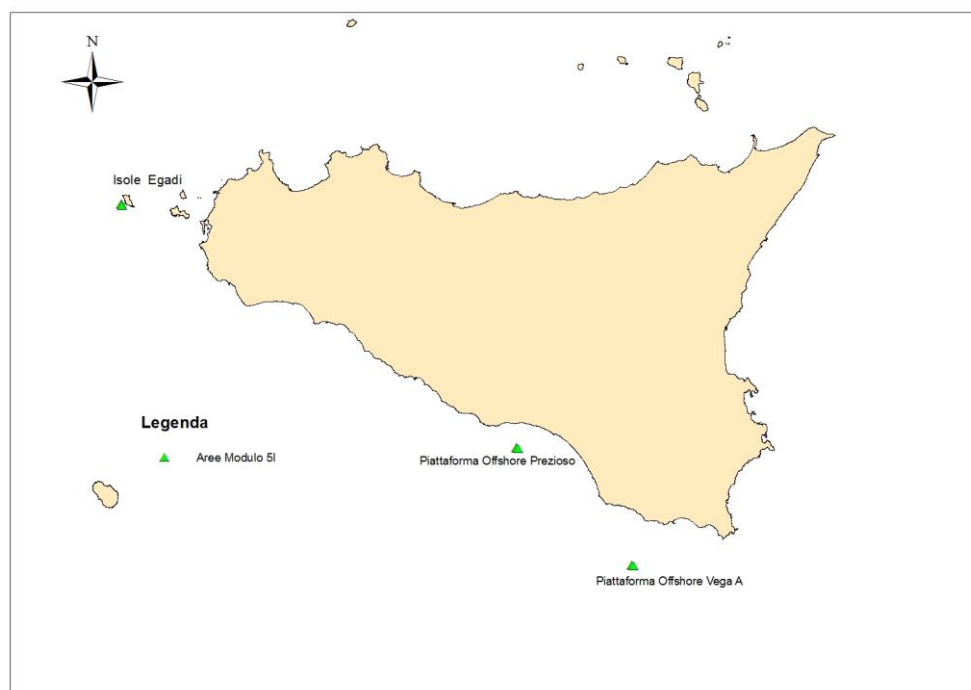 N
Isole Egadi
Legenda
Aree Modulo 5I
Piattaforma Offshore Prezioso
Piattaforma Offshore Vega A